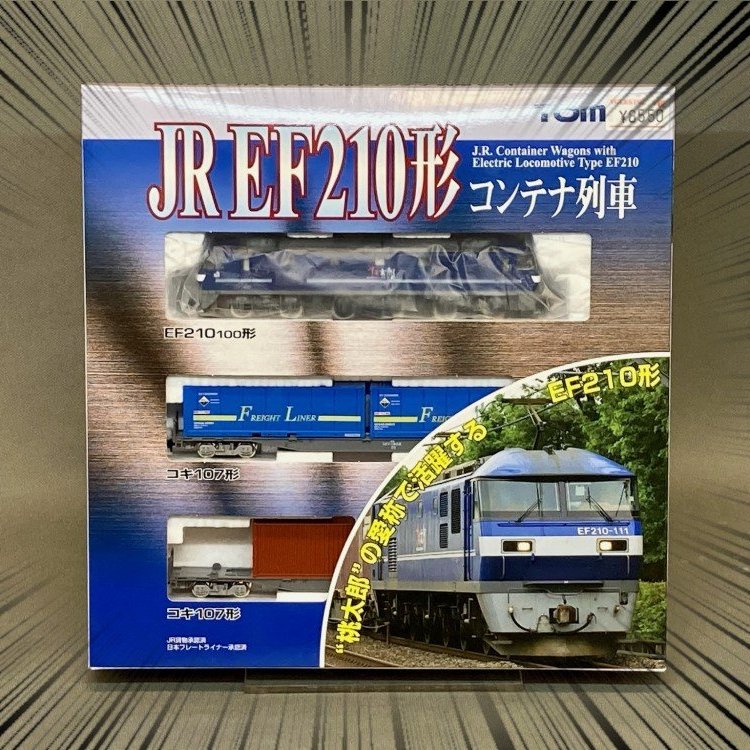 ¥8550
JR EF210形
J.R. Container Wagons with
Electric Locomotive Type EF210
コンテナ列車
EF210100形
EF210形
FREIGHT LINER
FREIGHT L
コキ107形
“桃太郎”の愛称で活躍する
EF210-111
コキ107形
JR貨物承認済
日本フレートライナー承認済